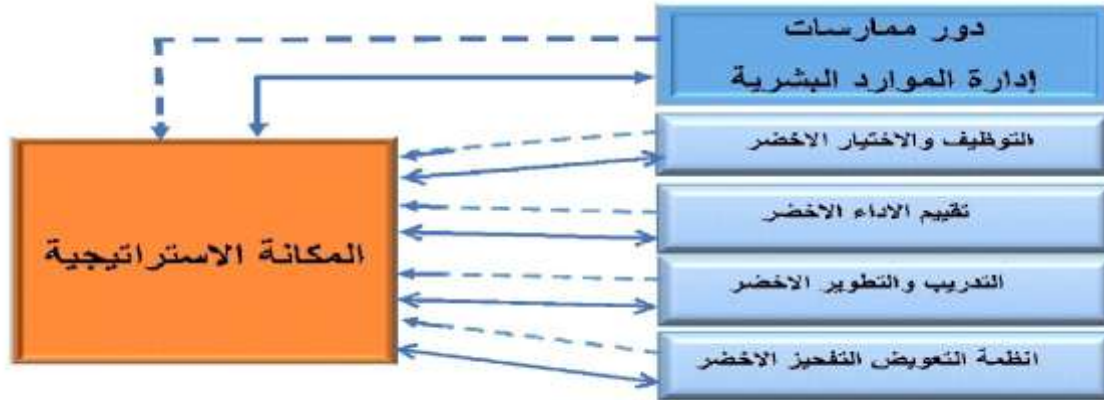 دور ممارسات
إدارة الموارد البشرية
التوظيف والاختيار الاخضر
تقييم الاداء الاخضر
المكانة الاستراتيجية
التدريب والتطوير الاخضر
انظمة التعويض التفحيز الاخضر